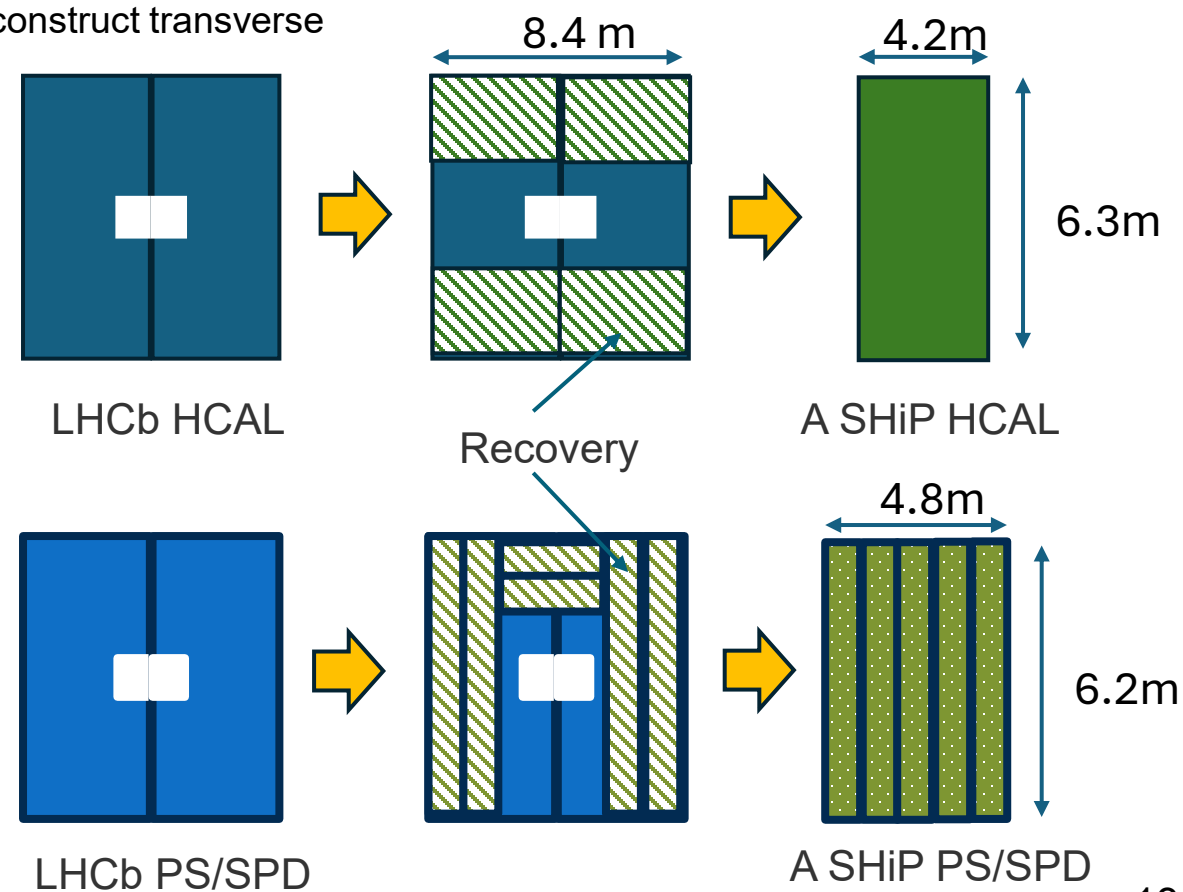 construct transverse
8.4 m
4.2m
6.3m
LHCb HCAL
Recovery
A SHiP HCAL
4.8m
6.2m
LHCb PS/SPD
A SHiP PS/SPD